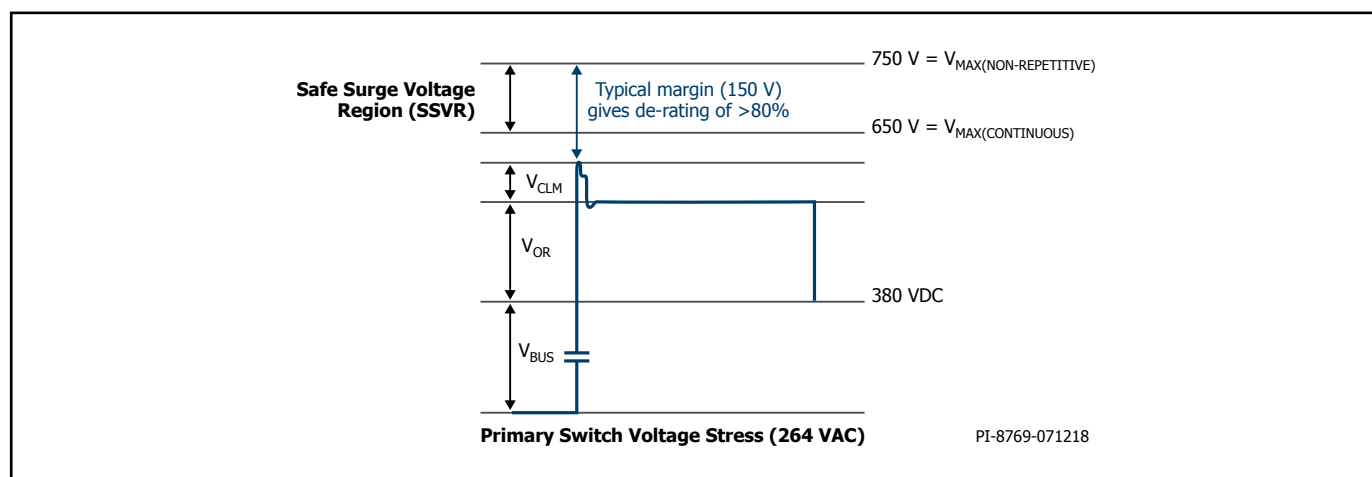 750 V = VMAX(NON-REPETITIVE)
Safe Surge Voltage
Region (SSVR)
Typical margin (150 V)
gives de-rating of >80%
650 V = VMAX(CONTINUOUS)
VCLM
VOR
380 VDC
VBUS
Primary Switch Voltage Stress (264 VAC)
PI-8769-071218